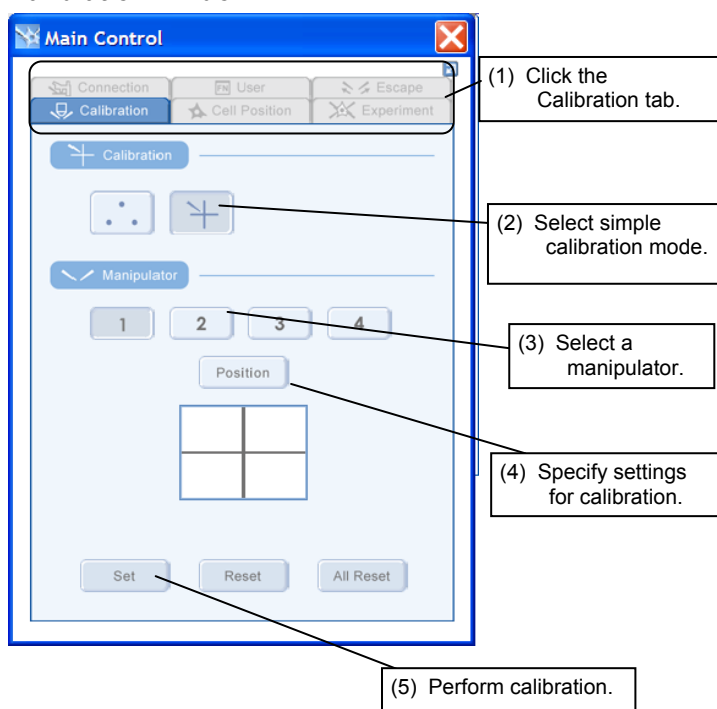 Main Control
Connection
FN User
Escape
Calibration
Cell Position
Experiment
(1) Click the
Calibration tab.
Calibration
(2) Select simple
calibration mode.
Manipulator
1
2
3
4
(3) Select a
manipulator.
Position
(4) Specify settings
for calibration.
Set
Reset
All Reset
(5) Perform calibration.